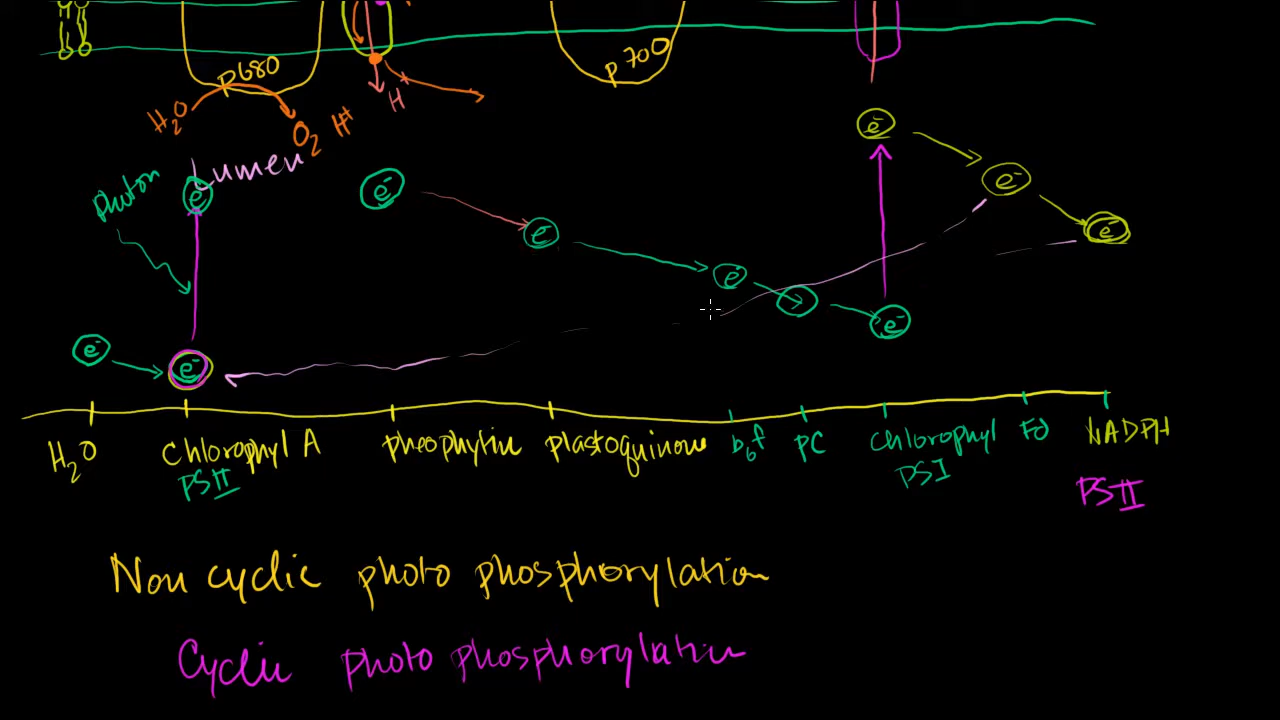 p680
p700
H₂O
O₂ H⁺
H⁺
Lumen
Photon
e⁻
e⁻
e⁻
e⁻
e⁻
e⁻
e⁻
e⁻
e⁻
e⁻
H₂O
Chlorophyl A
PSII
pheophytin
plastoquinone
b₆f
PC
Chlorophyl
PSI
Fd
NADPH
PSII
Non cyclic photo phosphorylation
Cyclic photo phosphorylation